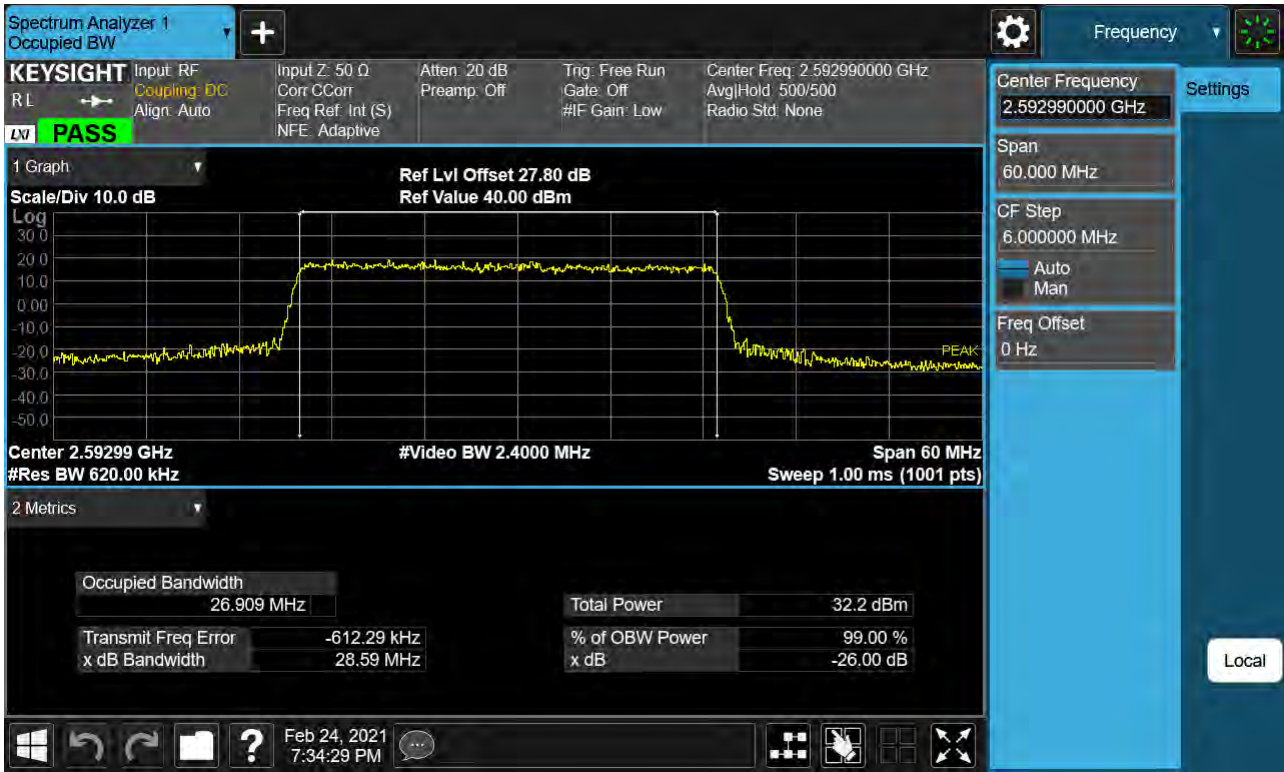 Spectrum Analyzer 1
Occupied BW
Frequency
KEYSIGHT
RL
LXI
PASS
Input: RF
Coupling: DC
Align: Auto
Input Z: 50 Ω
Corr CCorr
Freq Ref: Int (S)
NFE: Adaptive
Atten: 20 dB
Preamp: Off
Trig: Free Run
Gate: Off
#IF Gain: Low
Center Freq: 2.592990000 GHz
Avg|Hold: 500/500
Radio Std: None
Center Frequency
2.592990000 GHz
Settings
Span
60.000 MHz
CF Step
6.000000 MHz
Auto
Man
Freq Offset
0 Hz
1 Graph
Scale/Div 10.0 dB
Ref Lvl Offset 27.80 dB
Ref Value 40.00 dBm
Log
30.0
20.0
10.0
0.00
-10.0
-20.0
-30.0
-40.0
-50.0
PEAK
Center 2.59299 GHz
#Video BW 2.4000 MHz
Span 60 MHz
#Res BW 620.00 kHz
Sweep 1.00 ms (1001 pts)
2 Metrics
Occupied Bandwidth
26.909 MHz
Total Power 32.2 dBm
Transmit Freq Error -612.29 kHz
% of OBW Power 99.00 %
x dB Bandwidth 28.59 MHz
x dB -26.00 dB
Local
?
Feb 24, 2021
7:34:29 PM